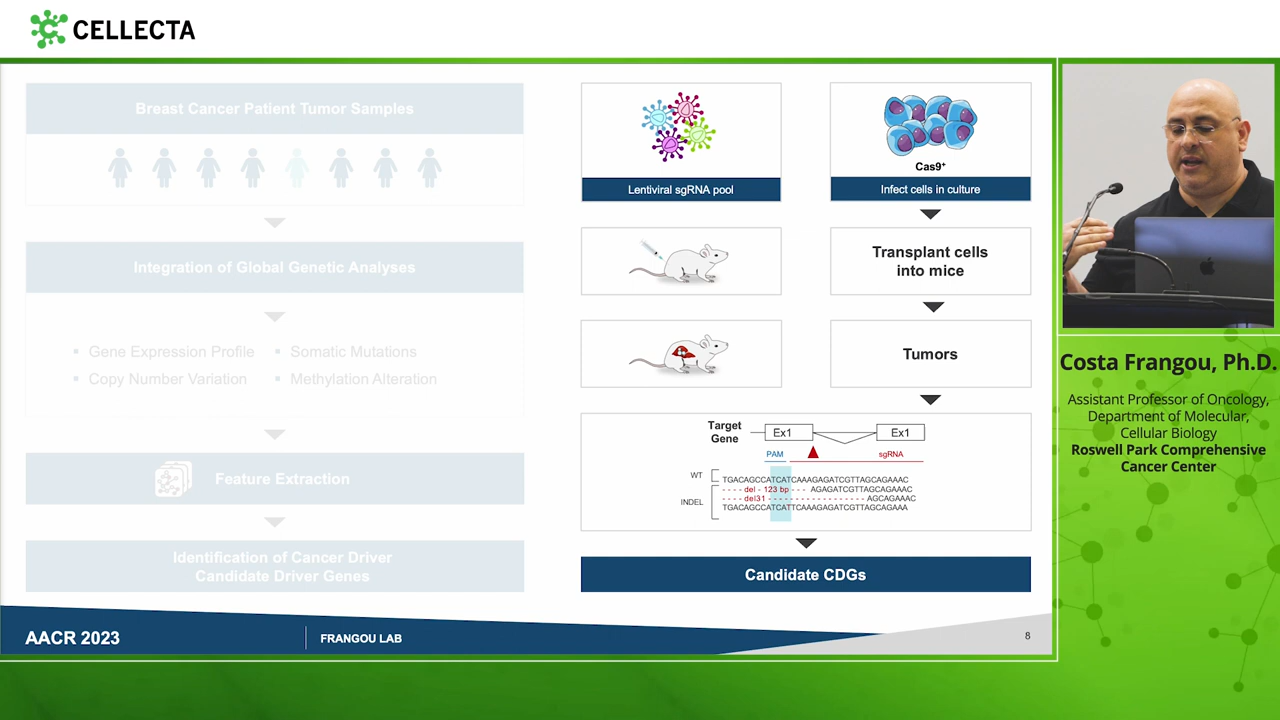 CELLECTA
Breast Cancer Patient Tumor Samples
Integration of Global Genetic Analyses
▪ Gene Expression Profile
▪ Somatic Mutations
▪ Copy Number Variation
▪ Methylation Alteration
Feature Extraction
Identification of Cancer Driver
Candidate Driver Genes
Lentiviral sgRNA pool
Cas9+
Infect cells in culture
Transplant cells
into mice
Tumors
Target
Gene
Ex1
Ex1
PAM
sgRNA
WT
TGACAGCCATCATCAAAGAGATCGTTAGCAGAAAC
INDEL
- - - - del - 123 bp - - - AGAGATCGTTAGCAGAAAC
- - - - del31 - - - - - - - - - - - - - - - - - AGCAGAAAC
TGACAGCCATCATTCAAAGAGATCGTTAGCAGAAA
Candidate CDGs
AACR 2023
FRANGOU LAB
8
Costa Frangou, Ph.D.
Assistant Professor of Oncology,
Department of Molecular,
Cellular Biology
Roswell Park Comprehensive
Cancer Center